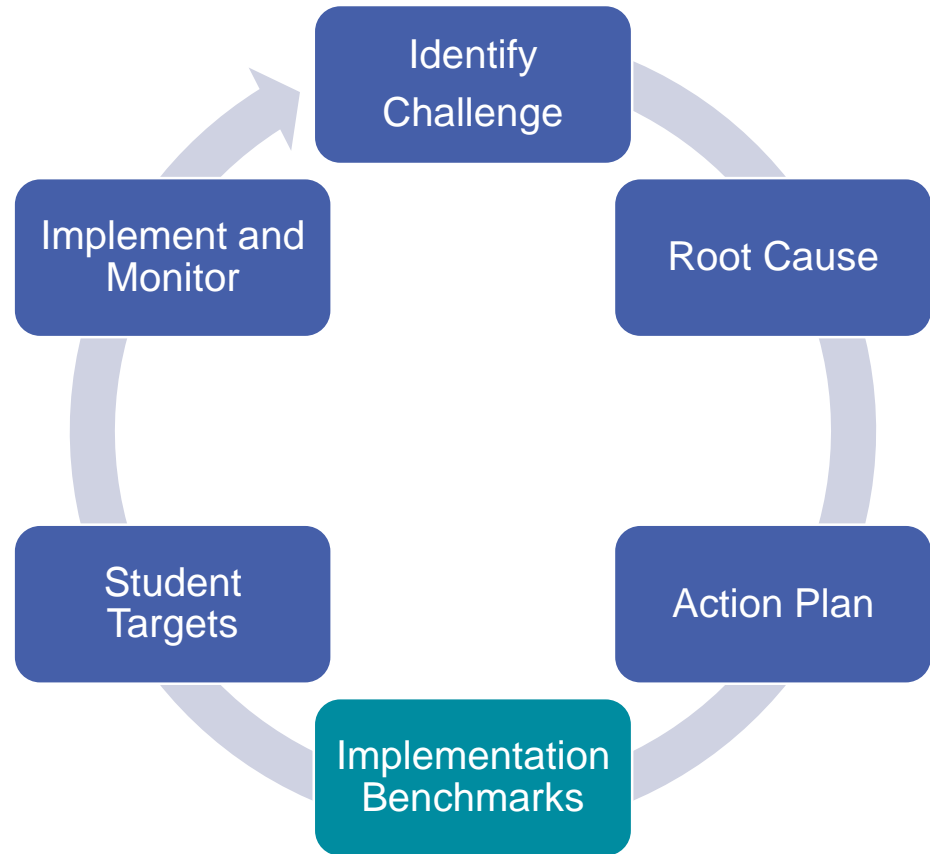 Identify
Challenge
Root Cause
Action Plan
Implementation
Benchmarks
Student
Targets
Implement and
Monitor